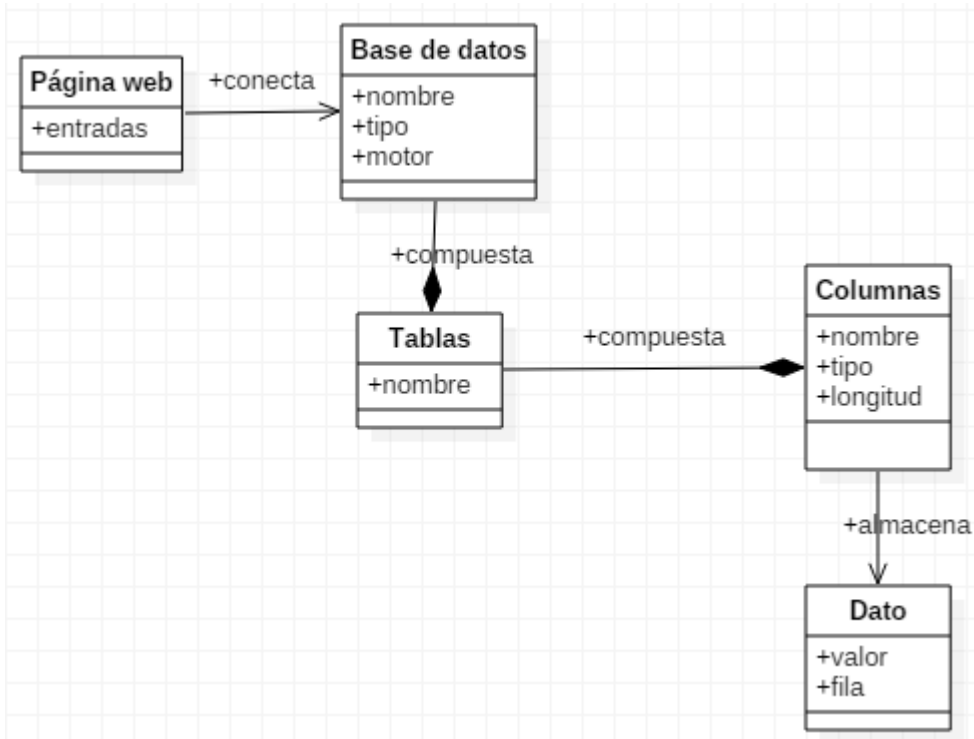 Página web
+entradas
+conecta
Base de datos
+nombre
+tipo
+motor
+compuesta
Tablas
+nombre
+compuesta
Columnas
+nombre
+tipo
+longitud
+almacena
Dato
+valor
+fila